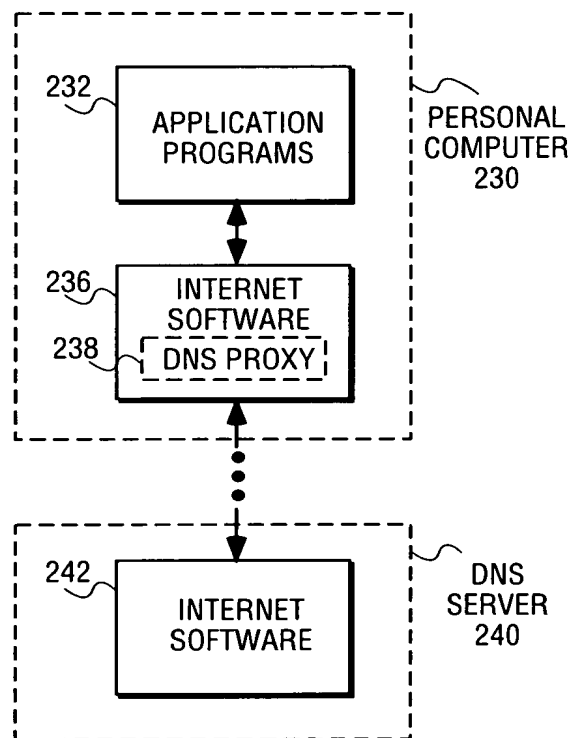 232
APPLICATION
PROGRAMS
PERSONAL
COMPUTER
230
236
INTERNET
SOFTWARE
238
DNS PROXY
242
INTERNET
SOFTWARE
DNS
SERVER
240